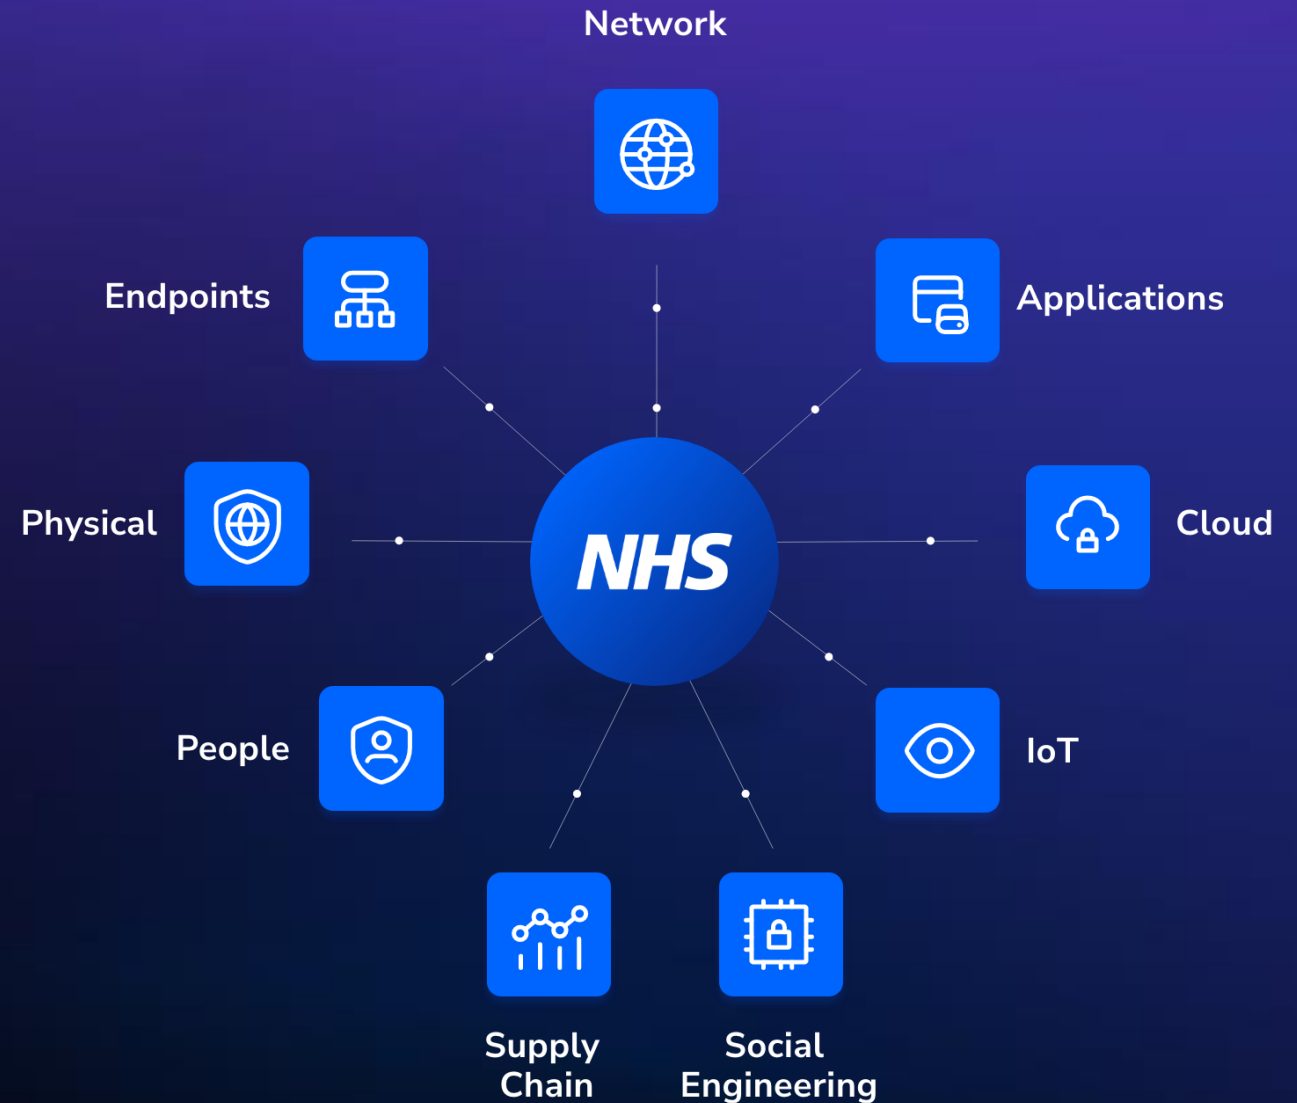 Network
Endpoints
Applications
Physical
Cloud
NHS
People
IoT
Supply
Chain
Social
Engineering